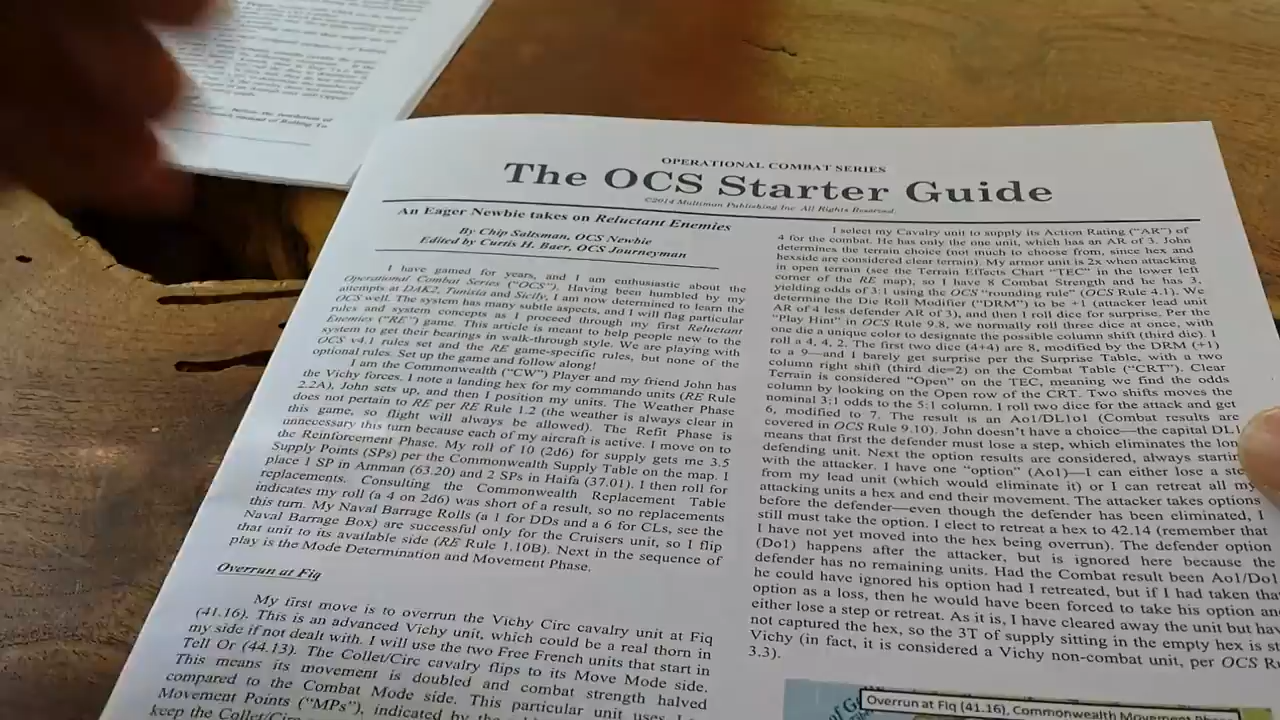 OPERATIONAL COMBAT SERIES
The OCS Starter Guide
©2014 Multiman Publishing Inc. All Rights Reserved.
An Eager Newbie takes on Reluctant Enemies
By Chip Saltsman, OCS Newbie
Edited by Curtis H. Baer, OCS Journeyman
I have gamed for years, and I am enthusiastic about the
Operational Combat Series ("OCS"). Having been humbled by my
attempts at DAK2, Tunisia and Sicily, I am now determined to learn the
OCS well. The system has many subtle aspects, and I will flag particular
rules and system concepts as I proceed through my first Reluctant
Enemies ("RE") game. This article is meant to help people new to the
system to get their bearings in walk-through style. We are playing with
OCS v4.1 rules set and the RE game-specific rules, but none of the
optional rules. Set up the game and follow along!
I am the Commonwealth ("CW") Player and my friend John has
the Vichy forces. I note a landing hex for my commando units (RE Rule
2.2A), John sets up, and then I position my units. The Weather Phase
does not pertain to RE per RE Rule 1.2 (the weather is always clear in
this game, so flight will always be allowed). The Refit Phase is
unnecessary this turn because each of my aircraft is active. I move on to
the Reinforcement Phase. My roll of 10 (2d6) for supply gets me 3.5
Supply Points (SPs) per the Commonwealth Supply Table on the map. I
place 1 SP in Amman (63.20) and 2 SPs in Haifa (37.01). I then roll for
replacements. Consulting the Commonwealth Replacement Table
indicates my roll (a 4 on 2d6) was short of a result, so no replacements
this turn. My Naval Barrage Rolls (a 1 for DDs and a 6 for CLs, see the
Naval Barrage Box) are successful only for the Cruisers unit, so I flip
that unit to its available side (RE Rule 1.10B). Next in the sequence of
play is the Mode Determination and Movement Phase.
Overrun at Fiq
My first move is to overrun the Vichy Circ cavalry unit at Fiq
(41.16). This is an advanced Vichy unit, which could be a real thorn in
my side if not dealt with. I will use the two Free French units that start in
Tell Or (44.13). The Collet/Circ cavalry flips to its Move Mode side.
This means its movement is doubled and combat strength halved
compared to the Combat Mode side. This particular unit uses
Movement Points ("MPs"), indicated by the
keep the Collet/Circ
I select my Cavalry unit to supply its Action Rating ("AR") of
4 for the combat. He has only the one unit, which has an AR of 3. John
determines the terrain choice (not much to choose from, since hex and
hexside are considered clear terrain). My armor unit is 2x when attacking
in open terrain (see the Terrain Effects Chart "TEC" in the lower left
corner of the RE map), so I have 8 Combat Strength and he has 3,
yielding odds of 3:1 using the OCS "rounding rule" (OCS Rule 4.1). We
determine the Die Roll Modifier ("DRM") to be +1 (attacker lead unit
AR of 4 less defender AR of 3), and then I roll dice for surprise. Per the
"Play Hint" in OCS Rule 9.8, we normally roll three dice at once, with
one die a unique color to designate the possible column shift (third die). I
roll a 4, 4, 2. The first two dice (4+4) are 8, modified by the DRM (+1)
to a 9—and I barely get surprise per the Surprise Table, with a two
column right shift (third die=2) on the Combat Table ("CRT"). Clear
Terrain is considered "Open" on the TEC, meaning we find the odds
column by looking on the Open row of the CRT. Two shifts moves the
nominal 3:1 odds to the 5:1 column. I roll two dice for the attack and get
6, modified to 7. The result is an Ao1/DL1o1 (Combat results are
covered in OCS Rule 9.10). John doesn't have a choice—the capital DL1
means that first the defender must lose a step, which eliminates the lon
defending unit. Next the option results are considered, always startin
with the attacker. I have one "option" (Ao1)—I can either lose a ste
from my lead unit (which would eliminate it) or I can retreat all my
attacking units a hex and end their movement. The attacker takes options
before the defender—even though the defender has been eliminated, I
still must take the option. I elect to retreat a hex to 42.14 (remember that
I have not yet moved into the hex being overrun). The defender option
(Do1) happens after the attacker, but is ignored here because the
defender has no remaining units. Had the Combat result been Ao1/Do1
he could have ignored his option had I retreated, but if I had taken that
option as a loss, then he would have been forced to take his option an
either lose a step or retreat. As it is, I have cleared away the unit but hav
not captured the hex, so the 3T of supply sitting in the empty hex is st
Vichy (in fact, it is considered a Vichy non-combat unit, per OCS R
3.3).
Overrun at Fiq (41.16), Commonwealth Movement